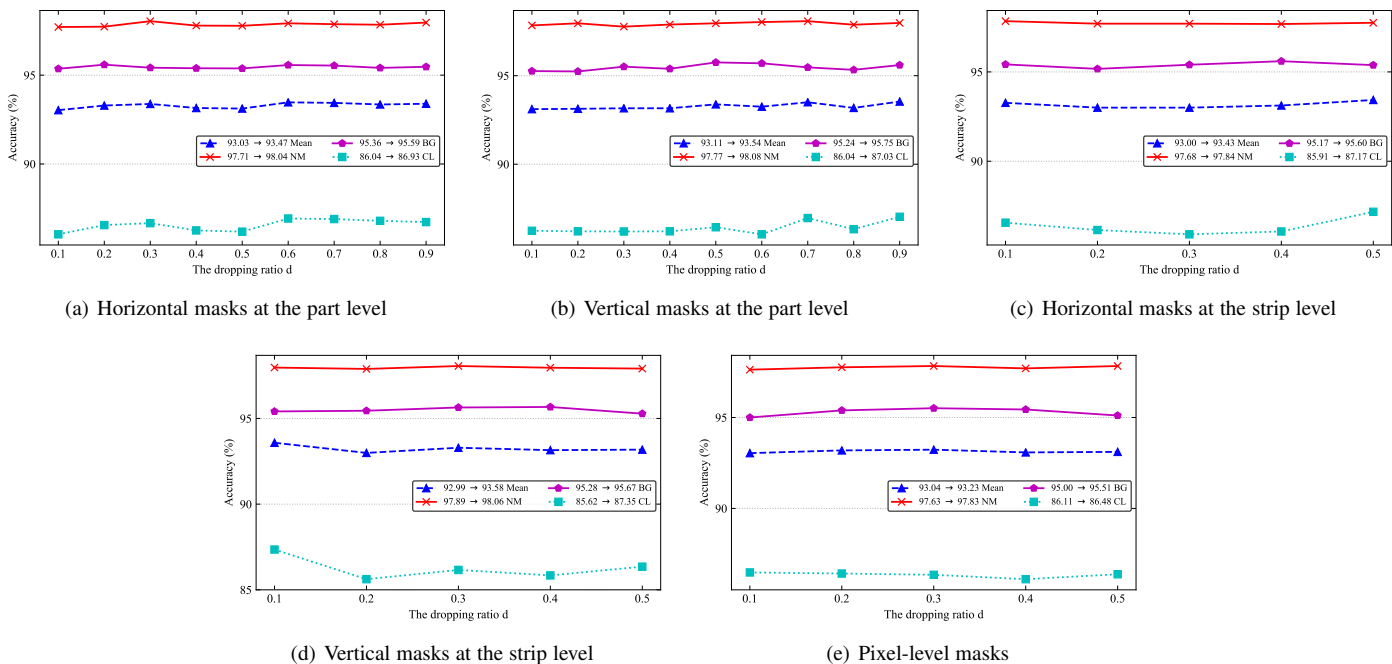 95
90
Accuracy (%)
93.03 → 93.47 Mean
97.71 → 98.04 NM
95.36 → 95.59 BG
86.04 → 86.93 CL
0.1 0.2 0.3 0.4 0.5 0.6 0.7 0.8 0.9
The dropping ratio d
(a) Horizontal masks at the part level
95
90
Accuracy (%)
93.11 → 93.54 Mean
97.77 → 98.08 NM
95.24 → 95.75 BG
86.04 → 87.03 CL
0.1 0.2 0.3 0.4 0.5 0.6 0.7 0.8 0.9
The dropping ratio d
(b) Vertical masks at the part level
95
90
Accuracy (%)
93.00 → 93.43 Mean
97.68 → 97.84 NM
95.17 → 95.60 BG
85.91 → 87.17 CL
0.1 0.2 0.3 0.4 0.5
The dropping ratio d
(c) Horizontal masks at the strip level
95
90
85
Accuracy (%)
92.99 → 93.58 Mean
97.89 → 98.06 NM
95.28 → 95.67 BG
85.62 → 87.35 CL
0.1 0.2 0.3 0.4 0.5
The dropping ratio d
(d) Vertical masks at the strip level
95
90
Accuracy (%)
93.04 → 93.23 Mean
97.63 → 97.83 NM
95.00 → 95.51 BG
86.11 → 86.48 CL
0.1 0.2 0.3 0.4 0.5
The dropping ratio d
(e) Pixel-level masks